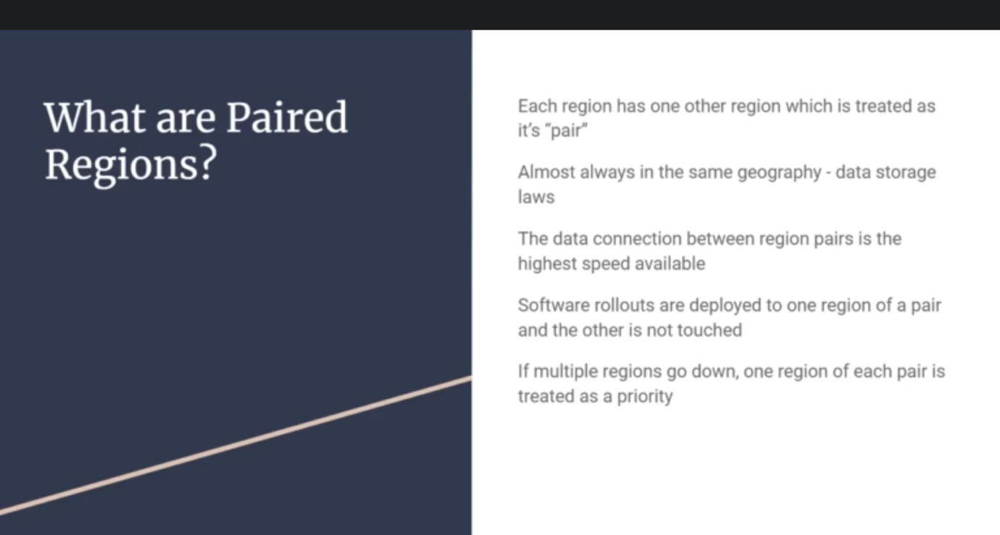 What are Paired
Regions?
Each region has one other region which is treated as
it’s “pair”
Almost always in the same geography - data storage
laws
The data connection between region pairs is the
highest speed available
Software rollouts are deployed to one region of a pair
and the other is not touched
If multiple regions go down, one region of each pair is
treated as a priority